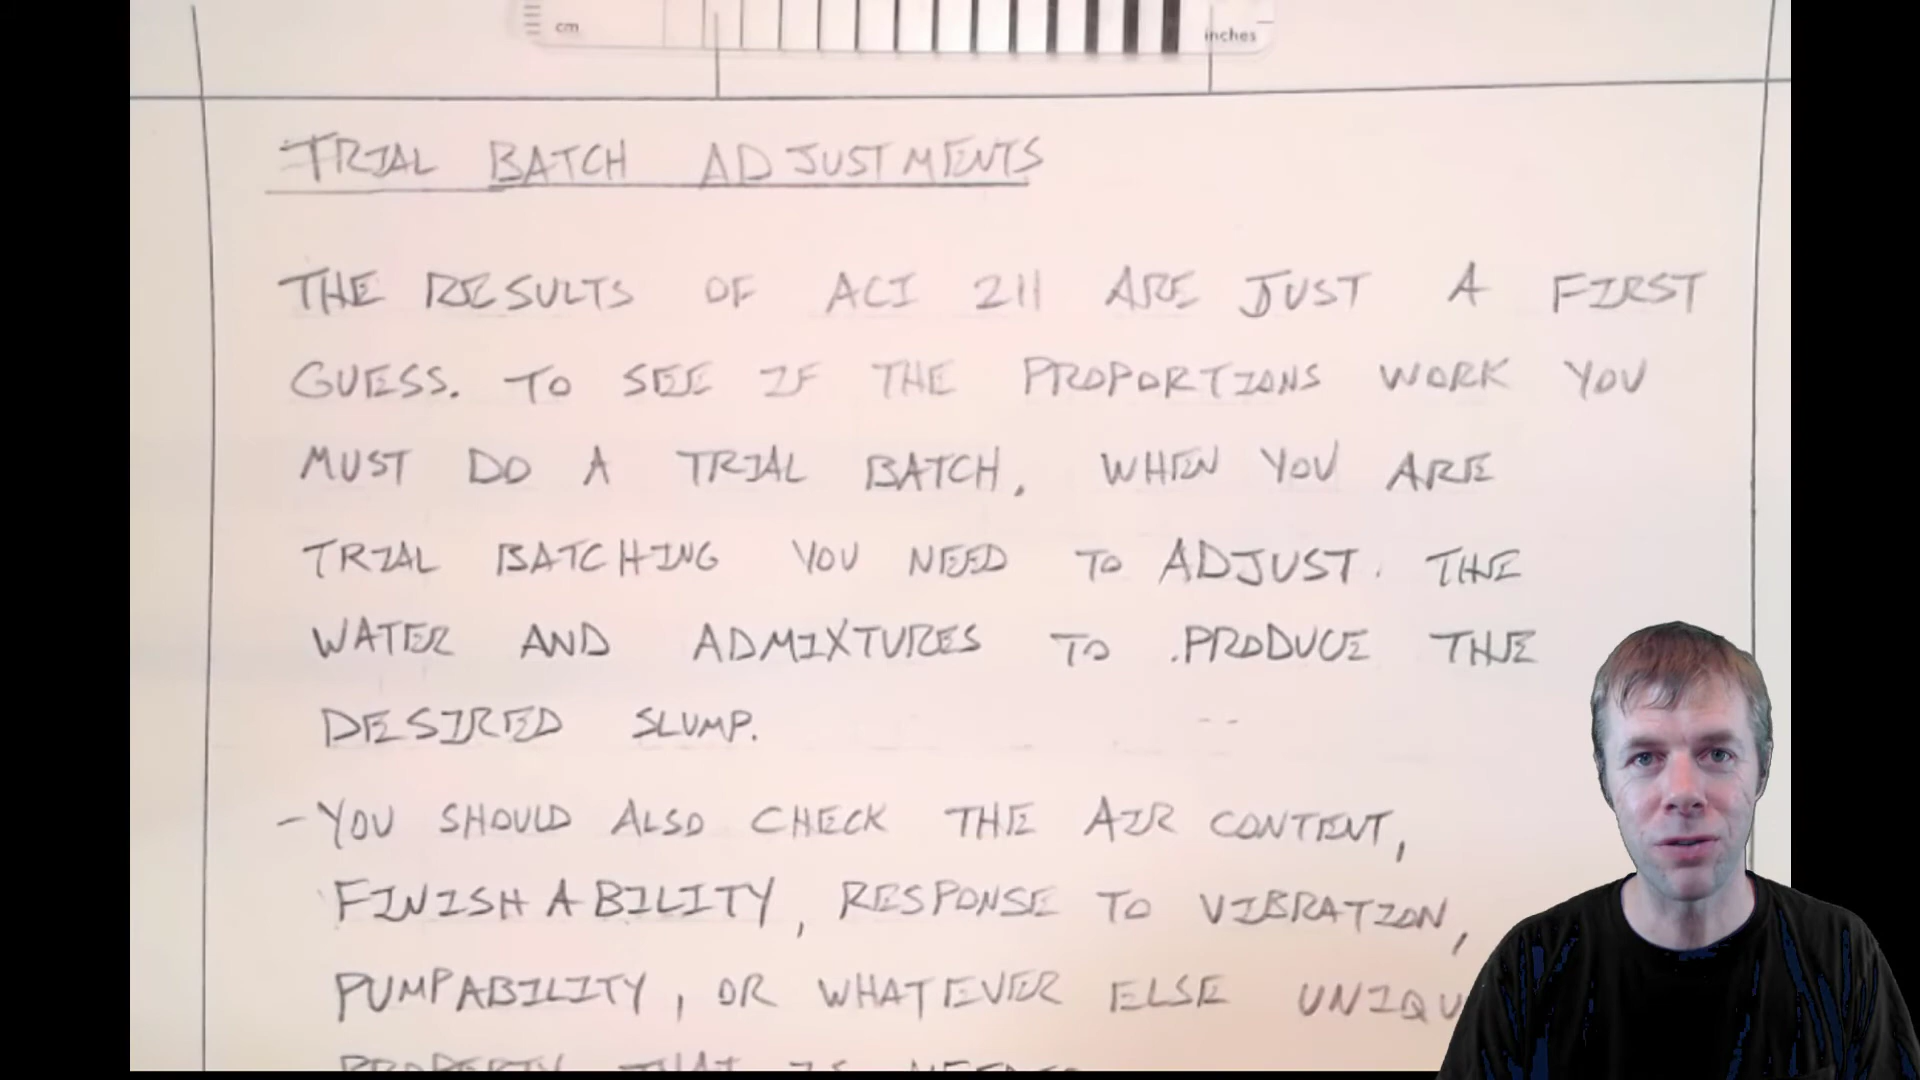 cm
inches
TRIAL BATCH ADJUSTMENTS
THE RESULTS OF ACI 211 ARE JUST A FIRST
GUESS. TO SEE IF THE PROPORTIONS WORK YOU
MUST DO A TRIAL BATCH. WHEN YOU ARE
TRIAL BATCHING YOU NEED TO ADJUST. THE
WATER AND ADMIXTURES TO .PRODUCE THE
DESIRED SLUMP.
- YOU SHOULD ALSO CHECK THE AIR CONTENT,
FINISHABILITY, RESPONSE TO VIBRATION,
PUMPABILITY, OR WHATEVER ELSE UNIQU
PROPERTY THAT IS